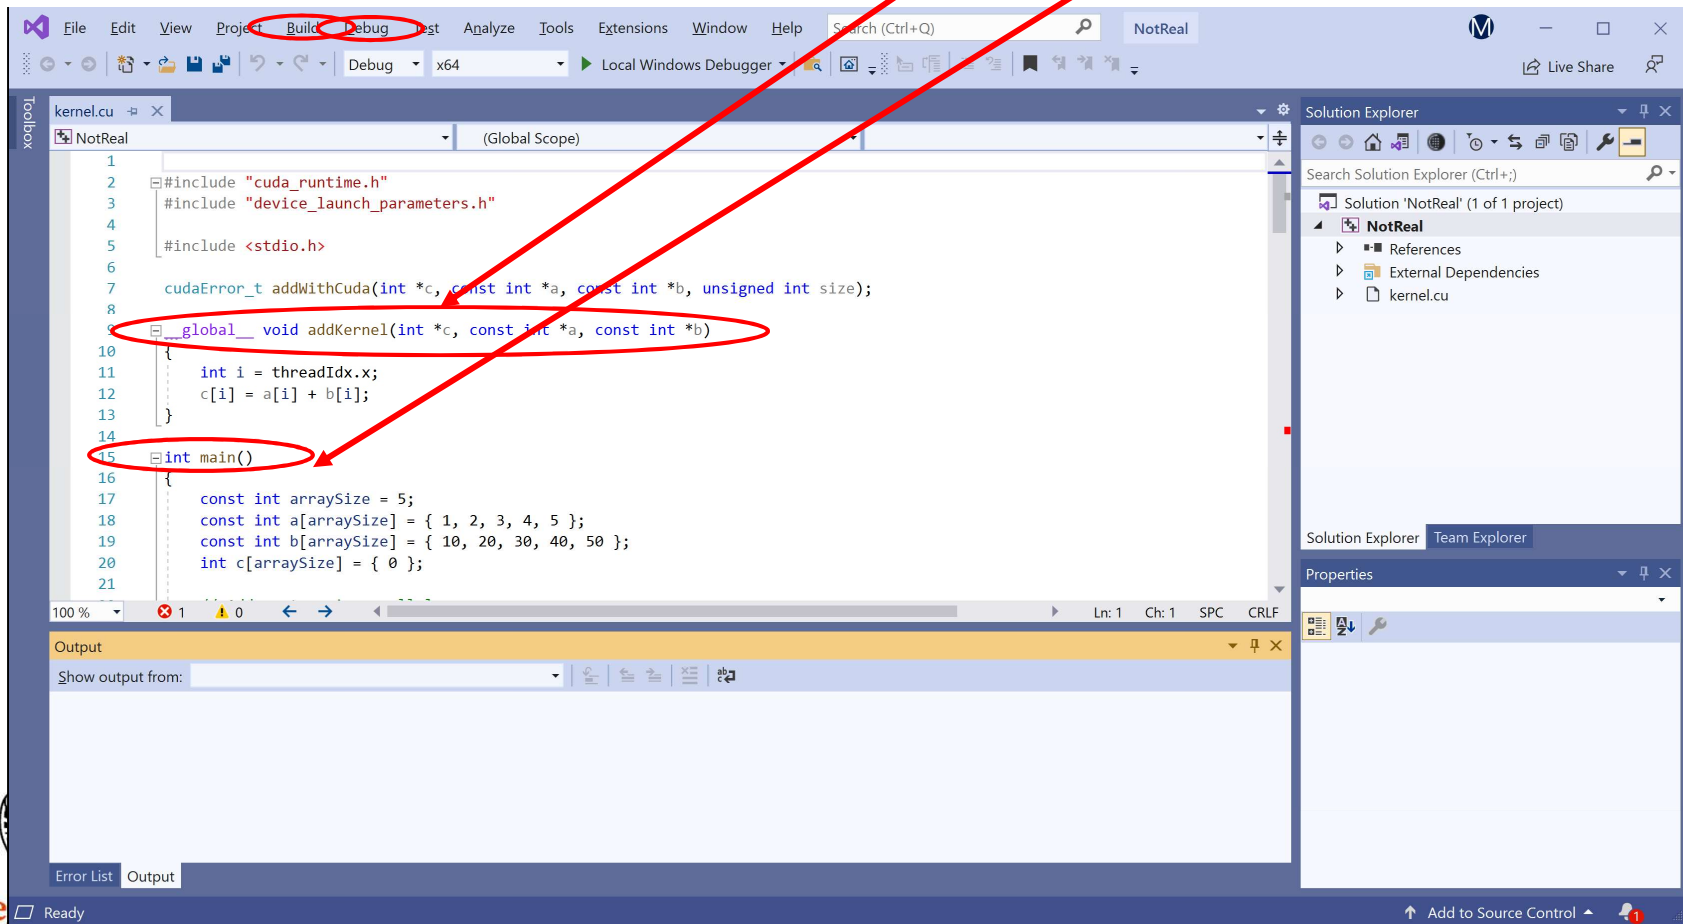 File Edit View Project Build Debug Test Analyze Tools Extensions Window Help Search (Ctrl+Q) NotReal
Debug x64 Local Windows Debugger Live Share
Toolbox
kernel.cu
NotReal (Global Scope)
1
2 #include "cuda_runtime.h"
3 #include "device_launch_parameters.h"
4
5 #include <stdio.h>
6
7 cudaError_t addWithCuda(int *c, const int *a, const int *b, unsigned int size);
8
9 __global__ void addKernel(int *c, const int *a, const int *b)
10 {
11 int i = threadIdx.x;
12 c[i] = a[i] + b[i];
13 }
14
15 int main()
16 {
17 const int arraySize = 5;
18 const int a[arraySize] = { 1, 2, 3, 4, 5 };
19 const int b[arraySize] = { 10, 20, 30, 40, 50 };
20 int c[arraySize] = { 0 };
21
100 % 1 0 Ln: 1 Ch: 1 SPC CRLF
Output
Show output from:
Error List Output
Solution Explorer
Search Solution Explorer (Ctrl+;)
Solution 'NotReal' (1 of 1 project)
NotReal
References
External Dependencies
kernel.cu
Solution Explorer Team Explorer
Properties
Ready Add to Source Control 1